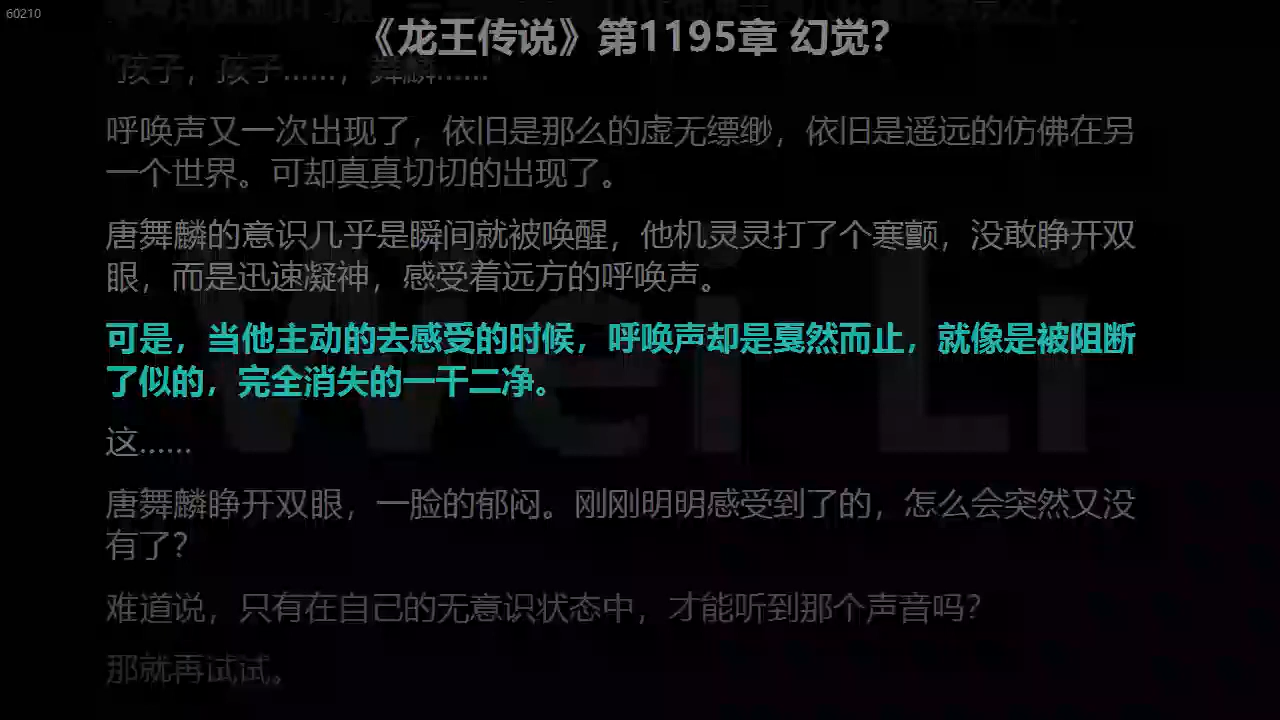 60210
《龙王传说》第1195章 幻觉?
“孩子，孩子……，舞麟……”
呼唤声又一次出现了，依旧是那么的虚无缥缈，依旧是遥远的仿佛在另
一个世界。可却真真切切的出现了。
唐舞麟的意识几乎是瞬间就被唤醒，他机灵灵打了个寒颤，没敢睁开双
眼，而是迅速凝神，感受着远方的呼唤声。
可是，当他主动的去感受的时候，呼唤声却是戛然而止，就像是被阻断
了似的，完全消失的一干二净。
这……
唐舞麟睁开双眼，一脸的郁闷。刚刚明明感受到了的，怎么会突然又没
有了?
难道说，只有在自己的无意识状态中，才能听到那个声音吗?
那就再试试。
Wei Li